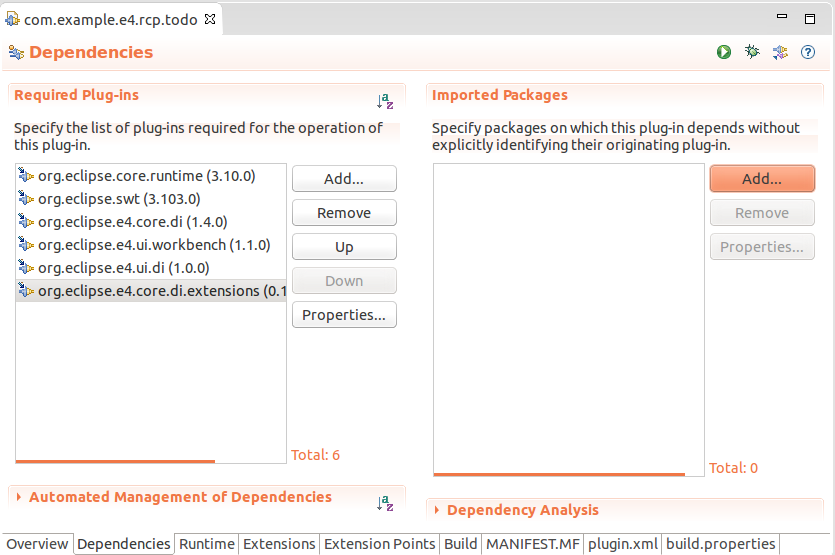 com.example.e4.rcp.todo
Dependencies
Required Plug-ins
Specify the list of plug-ins required for the operation of
this plug-in.
org.eclipse.core.runtime (3.10.0)
org.eclipse.swt (3.103.0)
org.eclipse.e4.core.di (1.4.0)
org.eclipse.e4.ui.workbench (1.1.0)
org.eclipse.e4.ui.di (1.0.0)
org.eclipse.e4.core.di.extensions (0.1
Add...
Remove
Up
Down
Properties...
Total: 6
Automated Management of Dependencies
Imported Packages
Specify packages on which this plug-in depends without
explicitly identifying their originating plug-in.
Add...
Remove
Properties...
Total: 0
Dependency Analysis
Overview Dependencies Runtime Extensions Extension Points Build MANIFEST.MF plugin.xml build.properties